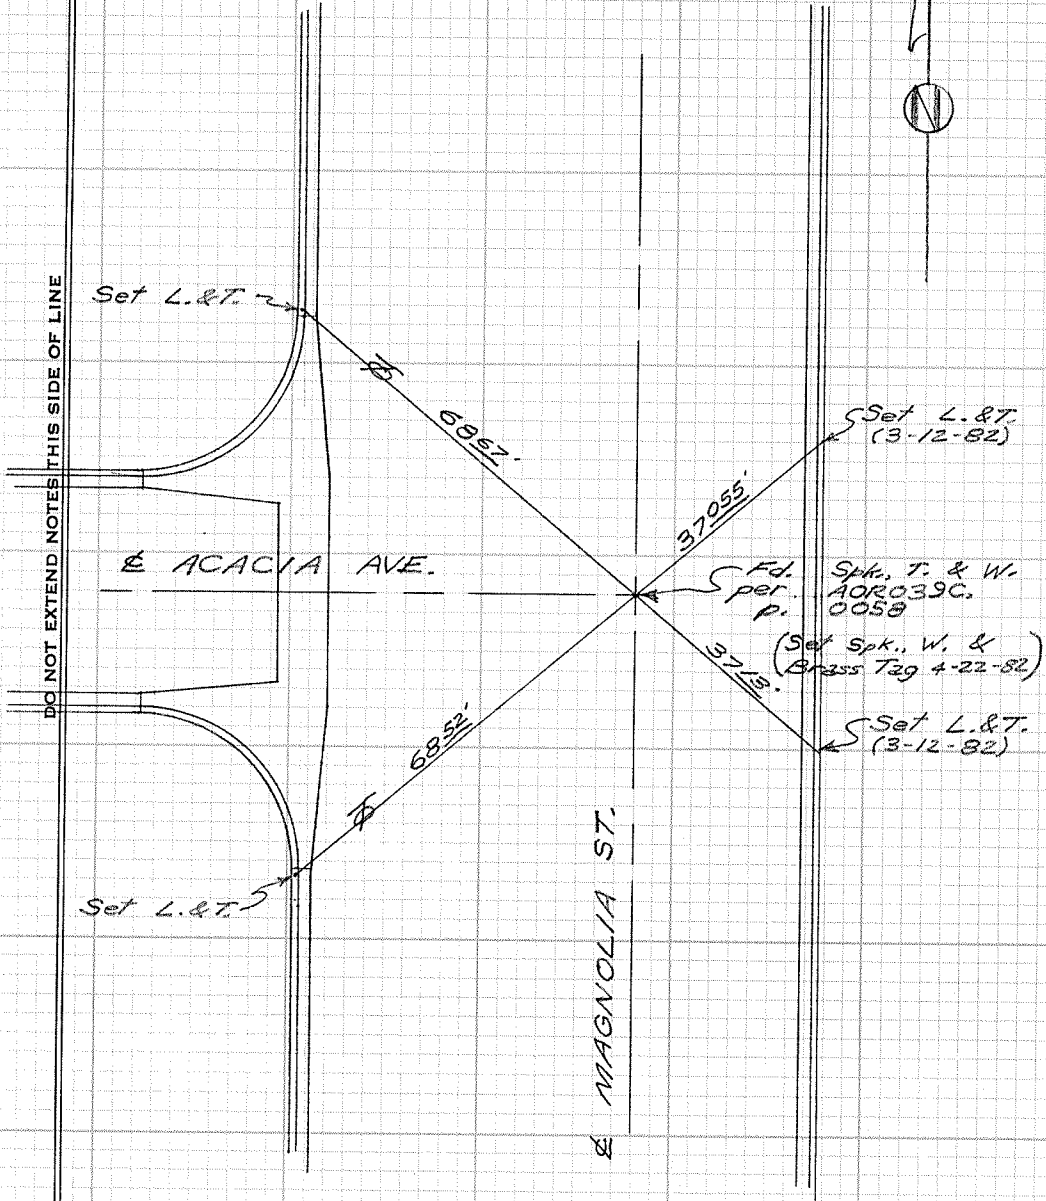 N
DO NOT EXTEND NOTES THIS SIDE OF LINE
Set L.&T.
68 67'
Set L.&T.
(3-12-82)
37 055'
℄ ACACIA AVE.
Fd. Spk., T. & W.
per AOR039C.
p. 0058
(Set Spk., W. &
Brass Tag 4-22-82)
37 13'
Set L.&T.
(3-12-82)
68 52'
Set L.&T.
℄ MAGNOLIA ST.